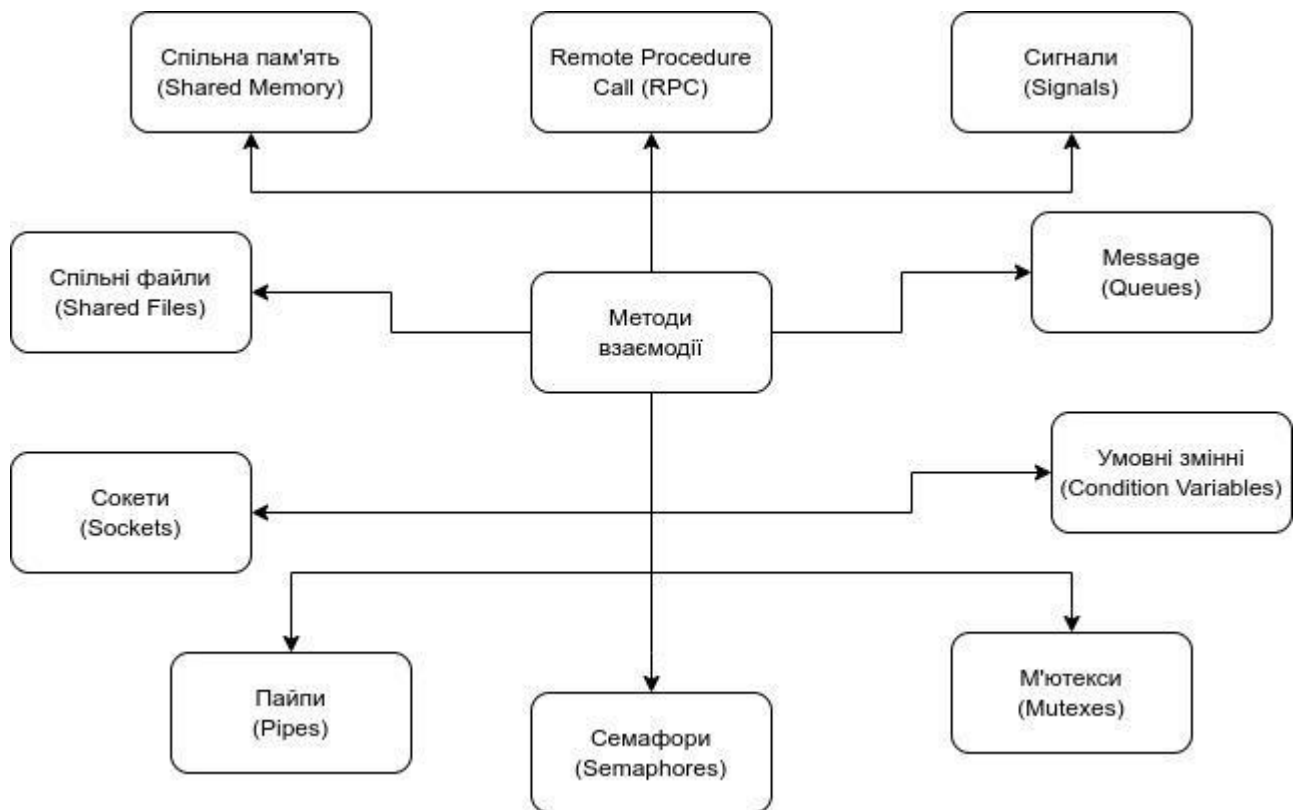 Спільна пам'ять
(Shared Memory)
Remote Procedure
Call (RPC)
Сигнали
(Signals)
Спільні файли
(Shared Files)
Методи
взаємодії
Message
(Queues)
Сокети
(Sockets)
Умовні змінні
(Condition Variables)
Пайпи
(Pipes)
Семафори
(Semaphores)
М'ютекси
(Mutexes)